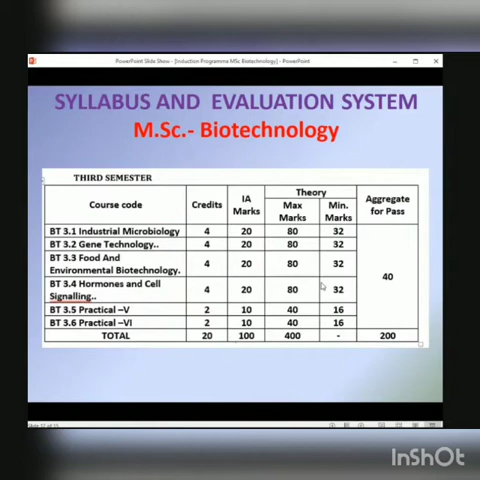 PowerPoint Slide Show - [Induction Programme MSc Biotechnology] - PowerPoint
SYLLABUS AND EVALUATION SYSTEM
M.Sc.- Biotechnology
THIRD SEMESTER
Course code Credits IA Marks Theory Max Marks Min. Marks Aggregate for Pass
BT 3.1 Industrial Microbiology 4 20 80 32
BT 3.2 Gene Technology.. 4 20 80 32
BT 3.3 Food And
Environmental Biotechnology. 4 20 80 32
40
BT 3.4 Hormones and Cell
Signalling.. 4 20 80 32
BT 3.5 Practical –V 2 10 40 16
BT 3.6 Practical –VI 2 10 40 16
TOTAL 20 100 400 - 200
InShOt